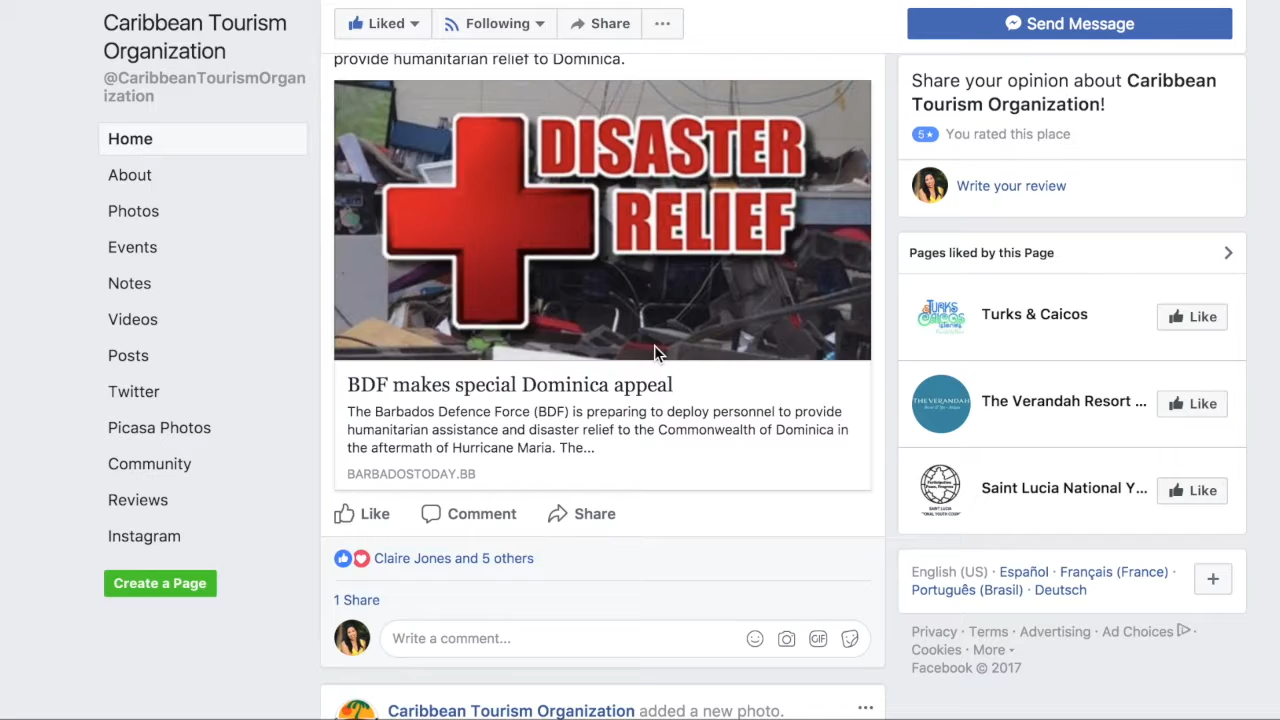 Caribbean Tourism
Organization
@CaribbeanTourismOrgan
ization
Home
About
Photos
Events
Notes
Videos
Posts
Twitter
Picasa Photos
Community
Reviews
Instagram
Create a Page
Liked
Following
Share
Send Message
provide humanitarian relief to Dominica.
DISASTER
RELIEF
BDF makes special Dominica appeal
The Barbados Defence Force (BDF) is preparing to deploy personnel to provide
humanitarian assistance and disaster relief to the Commonwealth of Dominica in
the aftermath of Hurricane Maria. The...
BARBADOSTODAY.BB
Like
Comment
Share
Claire Jones and 5 others
1 Share
Write a comment...
GIF
Caribbean Tourism Organization added a new photo.
Share your opinion about Caribbean
Tourism Organization!
5★ You rated this place
Write your review
Pages liked by this Page
TURKS
CAICOS
Turks & Caicos
Like
THE VERANDAH
The Verandah Resort ...
Like
Saint Lucia National Y...
Like
English (US) · Español · Français (France) ·
Português (Brasil) · Deutsch
Privacy · Terms · Advertising · Ad Choices ·
Cookies · More
Facebook © 2017